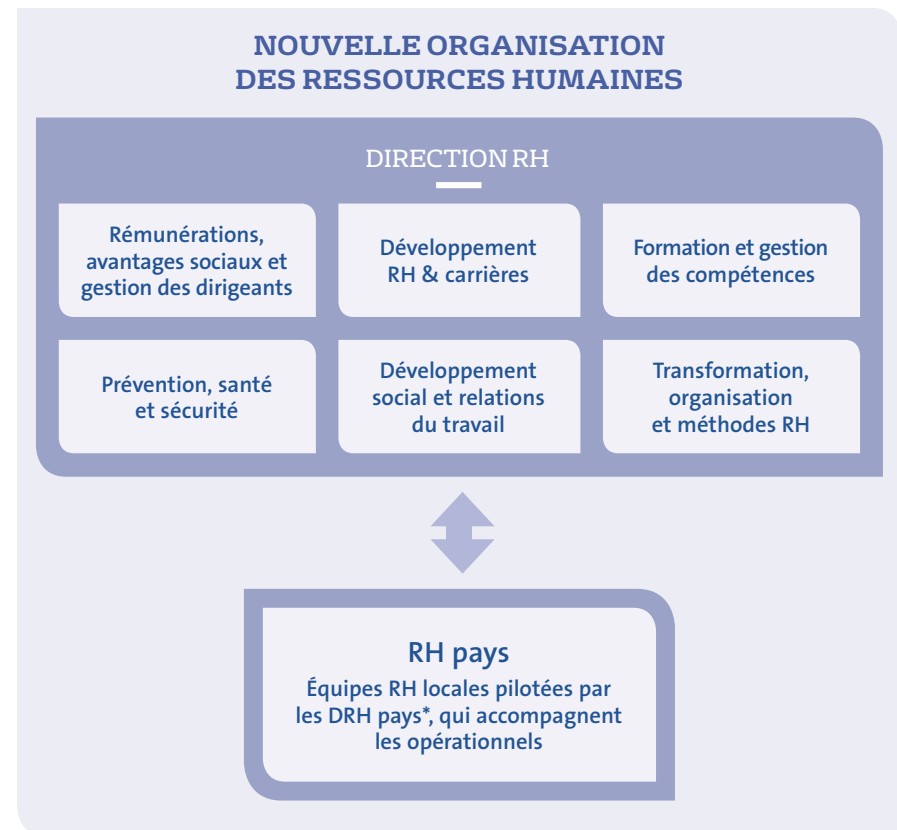 NOUVELLE ORGANISATION
DES RESSOURCES HUMAINES
DIRECTION RH
Rémunérations,
avantages sociaux et
gestion des dirigeants
Développement
RH & carrières
Formation et gestion
des compétences
Prévention, santé
et sécurité
Développement
social et relations
du travail
Transformation,
organisation
et méthodes RH
RH pays
Équipes RH locales pilotées par
les DRH pays*, qui accompagnent
les opérationnels